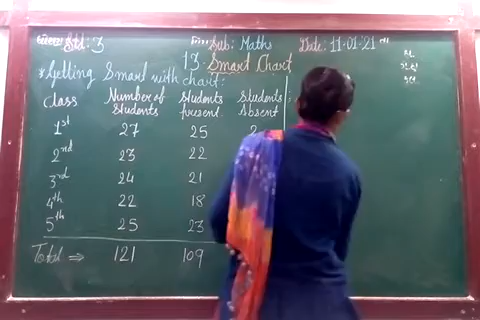 Std: 3 Sub: Maths Date: 11-01-21
13. Smart Chart
*Getting Smart with chart:
Class Number of Students Students present Students Absent
1st 27 25 2
2nd 23 22
3rd 24 21
4th 22 18
5th 25 23
Total ⇒ 121 109